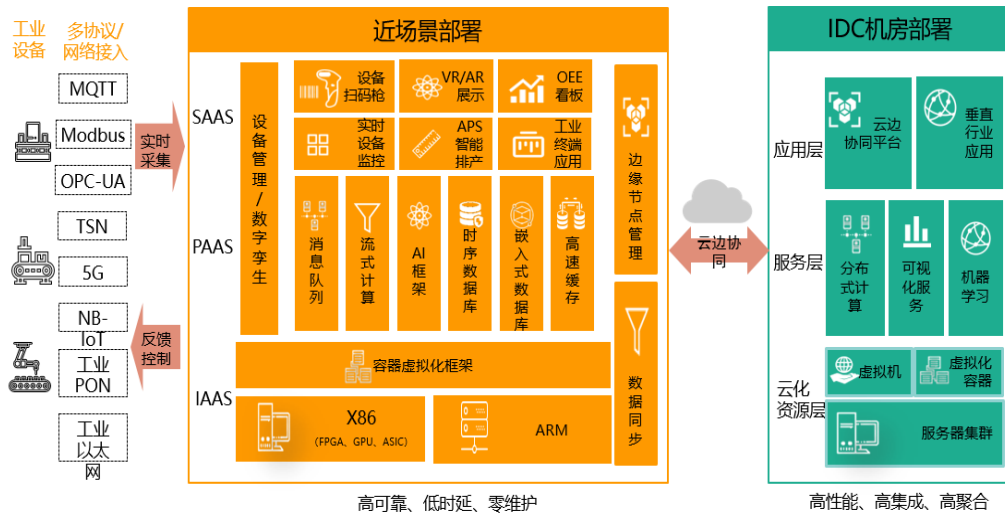 工业
设备
多协议/
网络接入
MQTT
Modbus
OPC-UA
TSN
5G
NB-
IoT
工业
PON
工业
以太
网
实时
采集
反馈
控制
近场景部署
SAAS
PAAS
IAAS
设备管理/数字孪生
设备
扫码枪
VR/AR
展示
OEE
看板
实时
设备
监控
APS
智能
排产
工业
终端
应用
消息队列
流式计算
AI
框架
时序数据库
嵌入式数据库
高速缓存
边缘节点管理
数据同步
容器虚拟化框架
X86
(FPGA、GPU、ASIC)
ARM
高可靠、低时延、零维护
云边协
同
IDC机房部署
应用层
云边
协同平台
垂直
行业
应用
服务层
分布
式计
算
可视
化服
务
机器
学习
云化
资源层
虚拟机
虚拟化
容器
服务器集群
高性能、高集成、高聚合